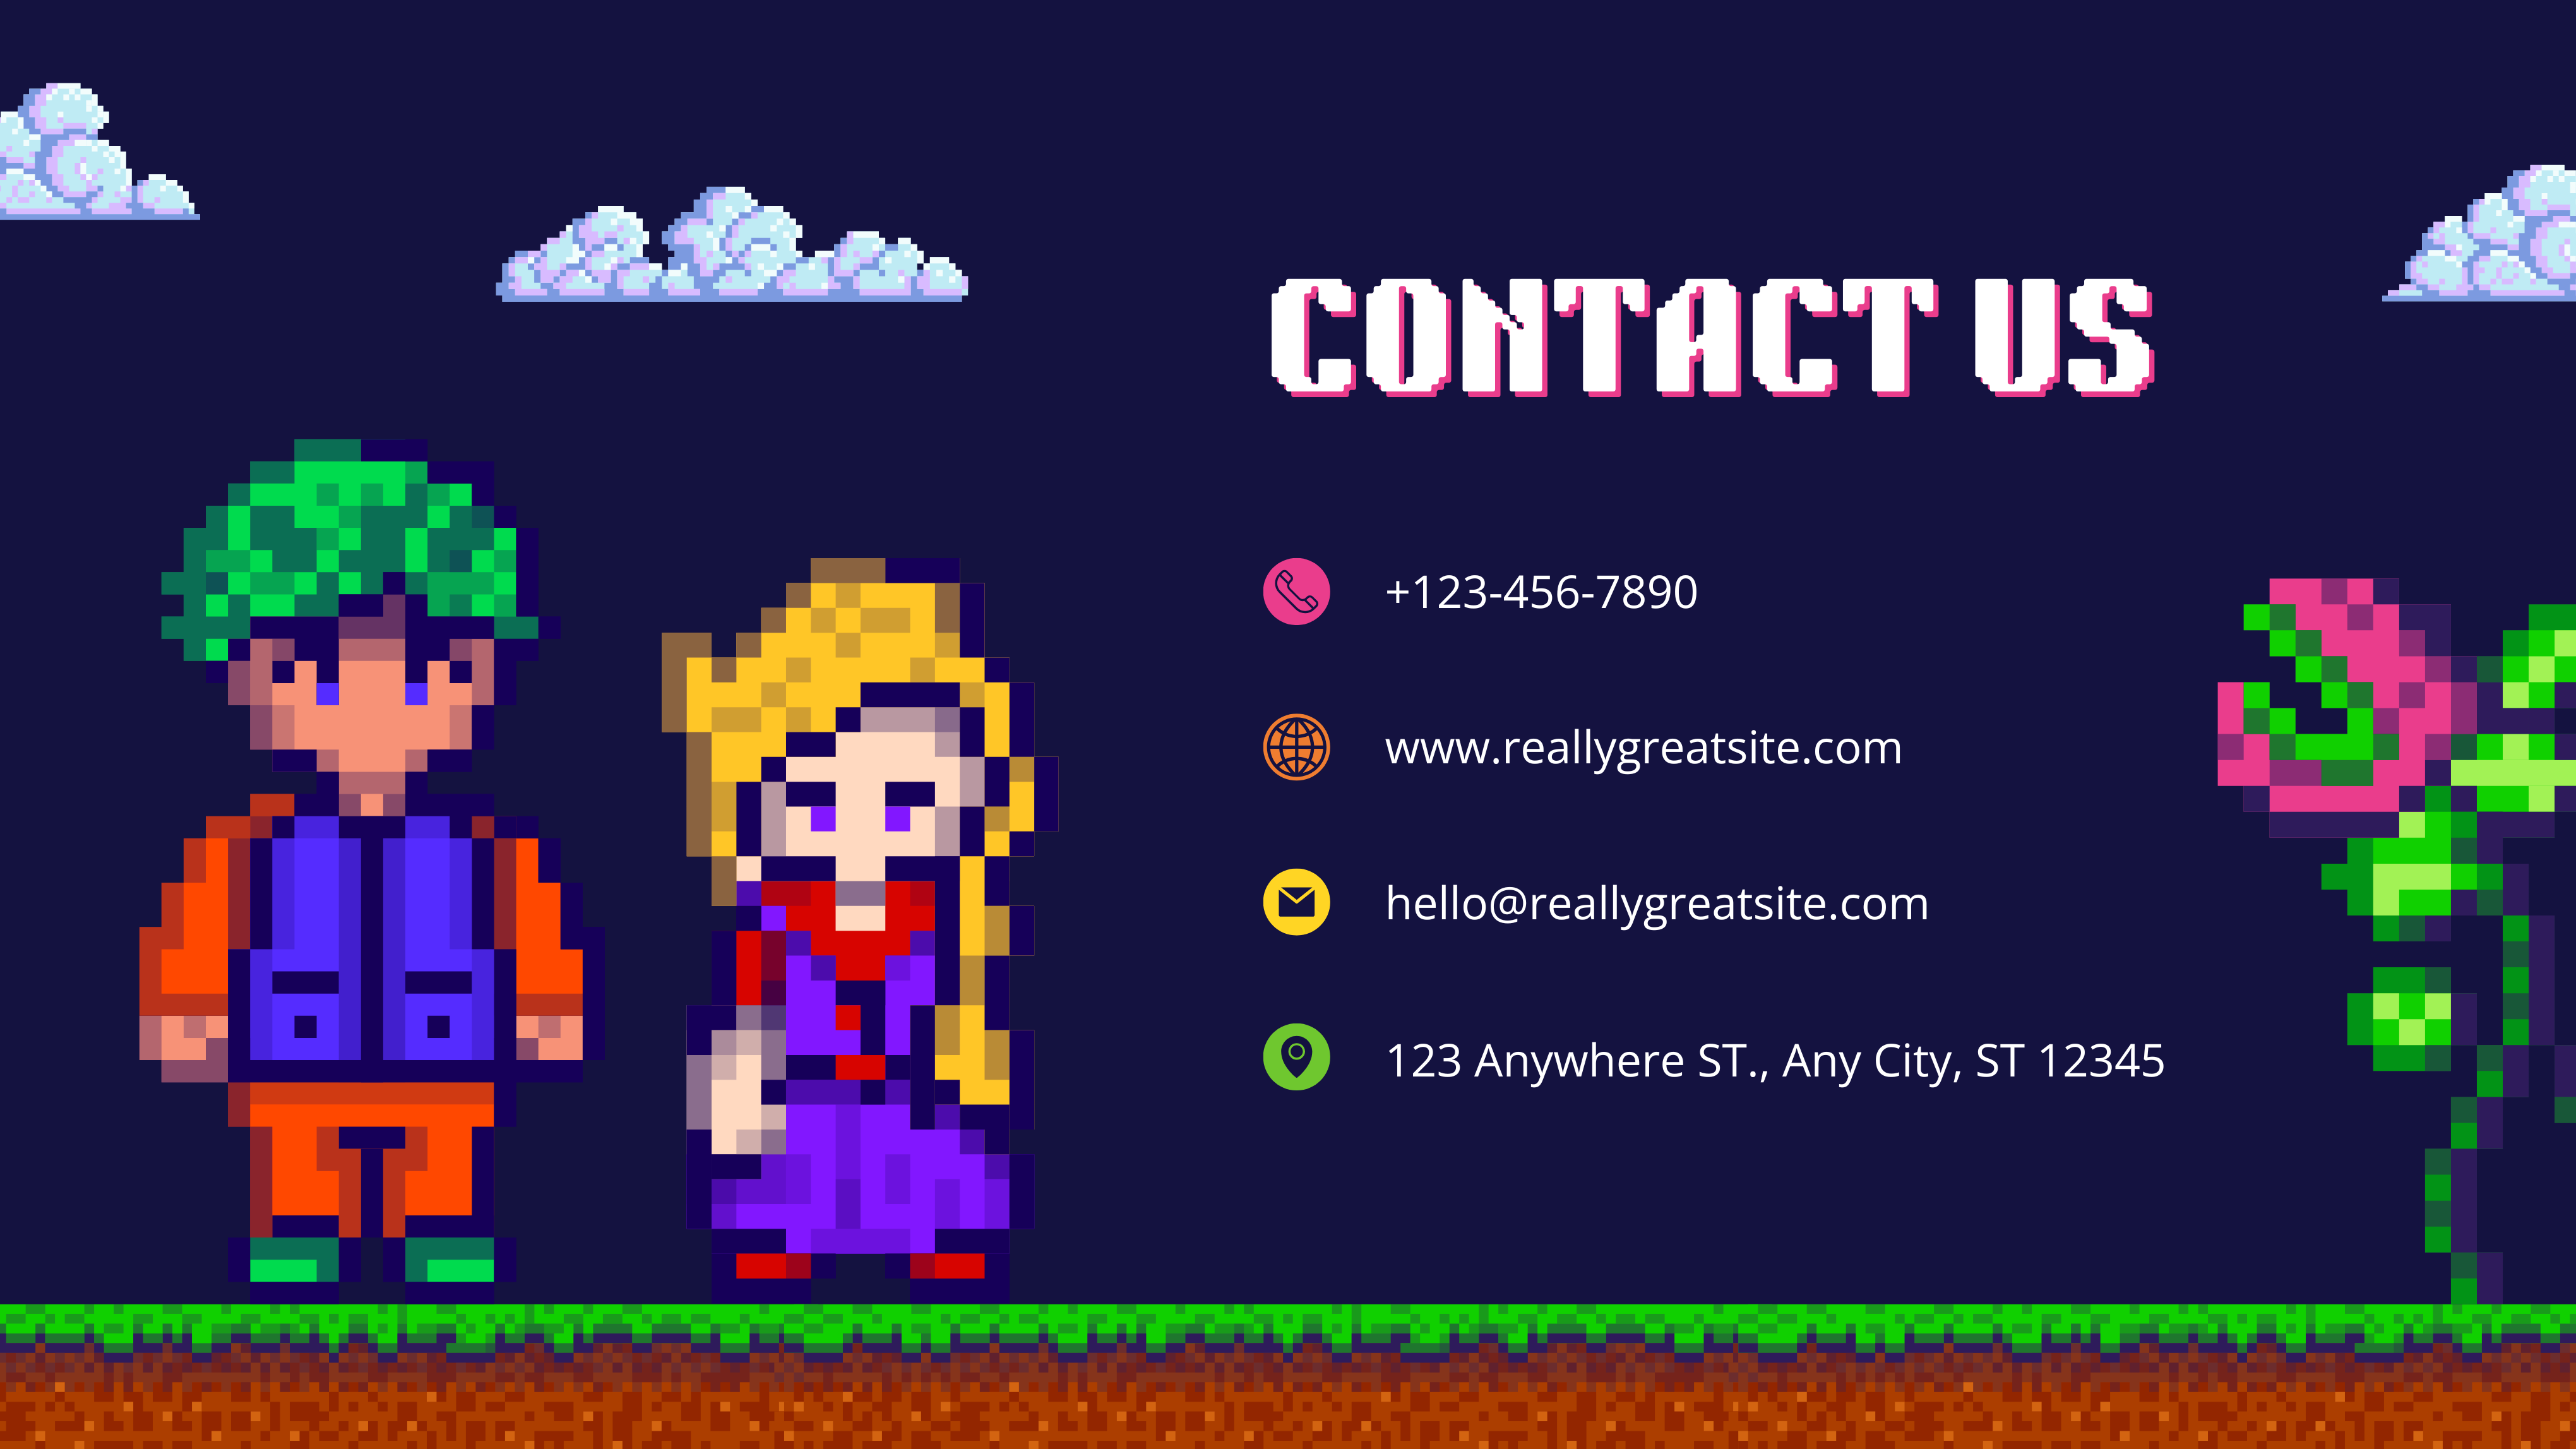 CONTACT US
+123-456-7890
www.reallygreatsite.com
hello@reallygreatsite.com
123 Anywhere ST., Any City, ST 12345